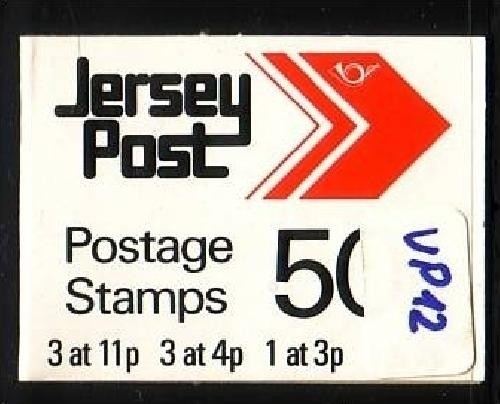 Jersey
Post
Postage
Stamps 50
3 at 11p 3 at 4p 1 at 3p
VP12